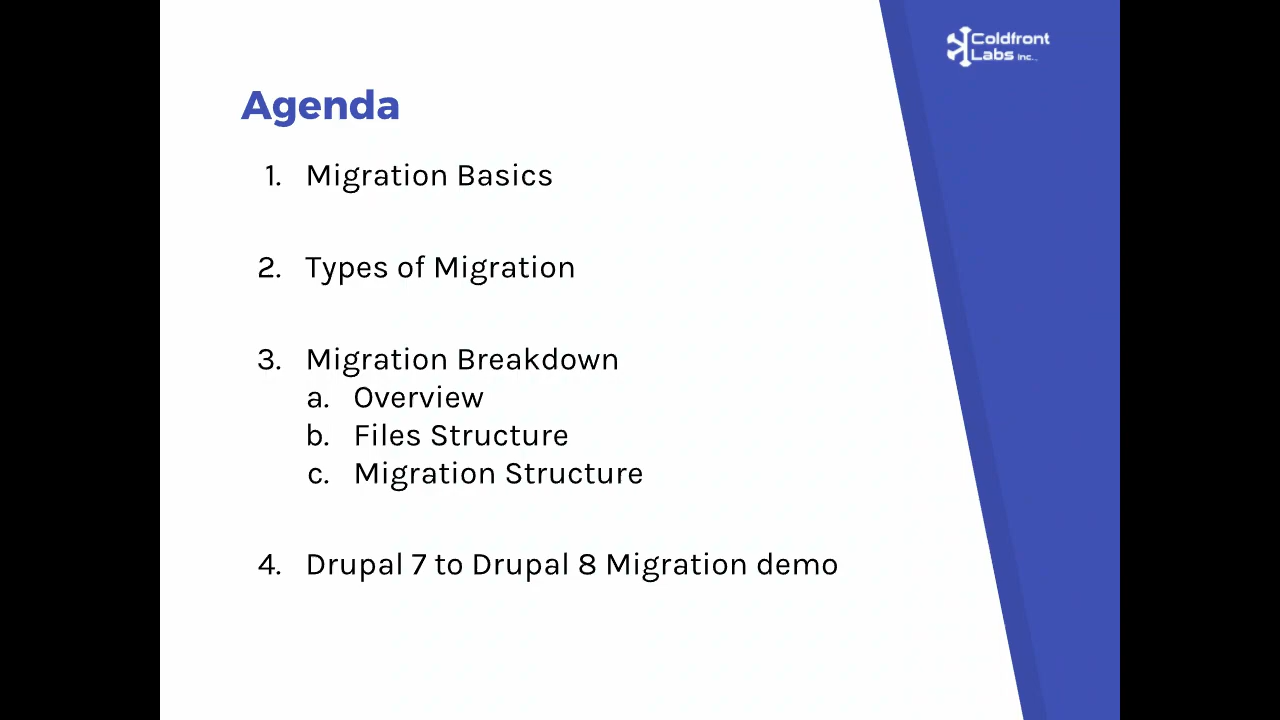 Coldfront
Labs Inc.
Agenda
1. Migration Basics
2. Types of Migration
3. Migration Breakdown
a. Overview
b. Files Structure
c. Migration Structure
4. Drupal 7 to Drupal 8 Migration demo